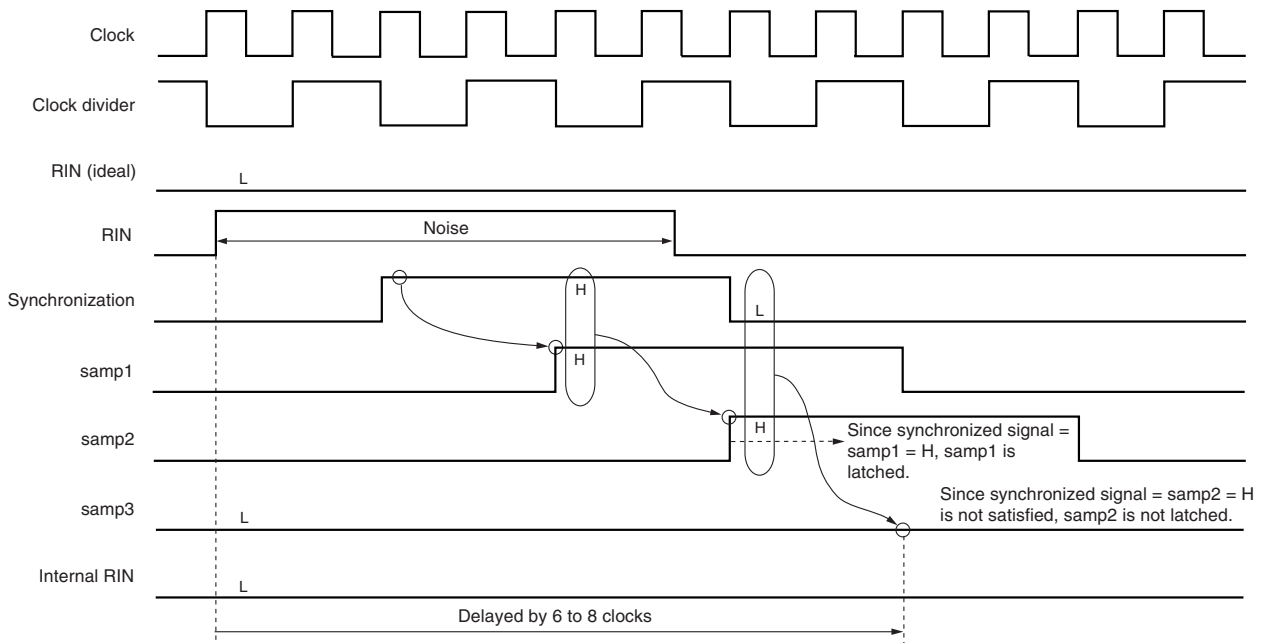 Clock
Clock divider
RIN (ideal)
L
RIN
Noise
Synchronization
H
L
samp1
H
samp2
H
Since synchronized signal =
samp1 = H, samp1 is
latched.
samp3
L
Since synchronized signal = samp2 = H
is not satisfied, samp2 is not latched.
Internal RIN
L
Delayed by 6 to 8 clocks